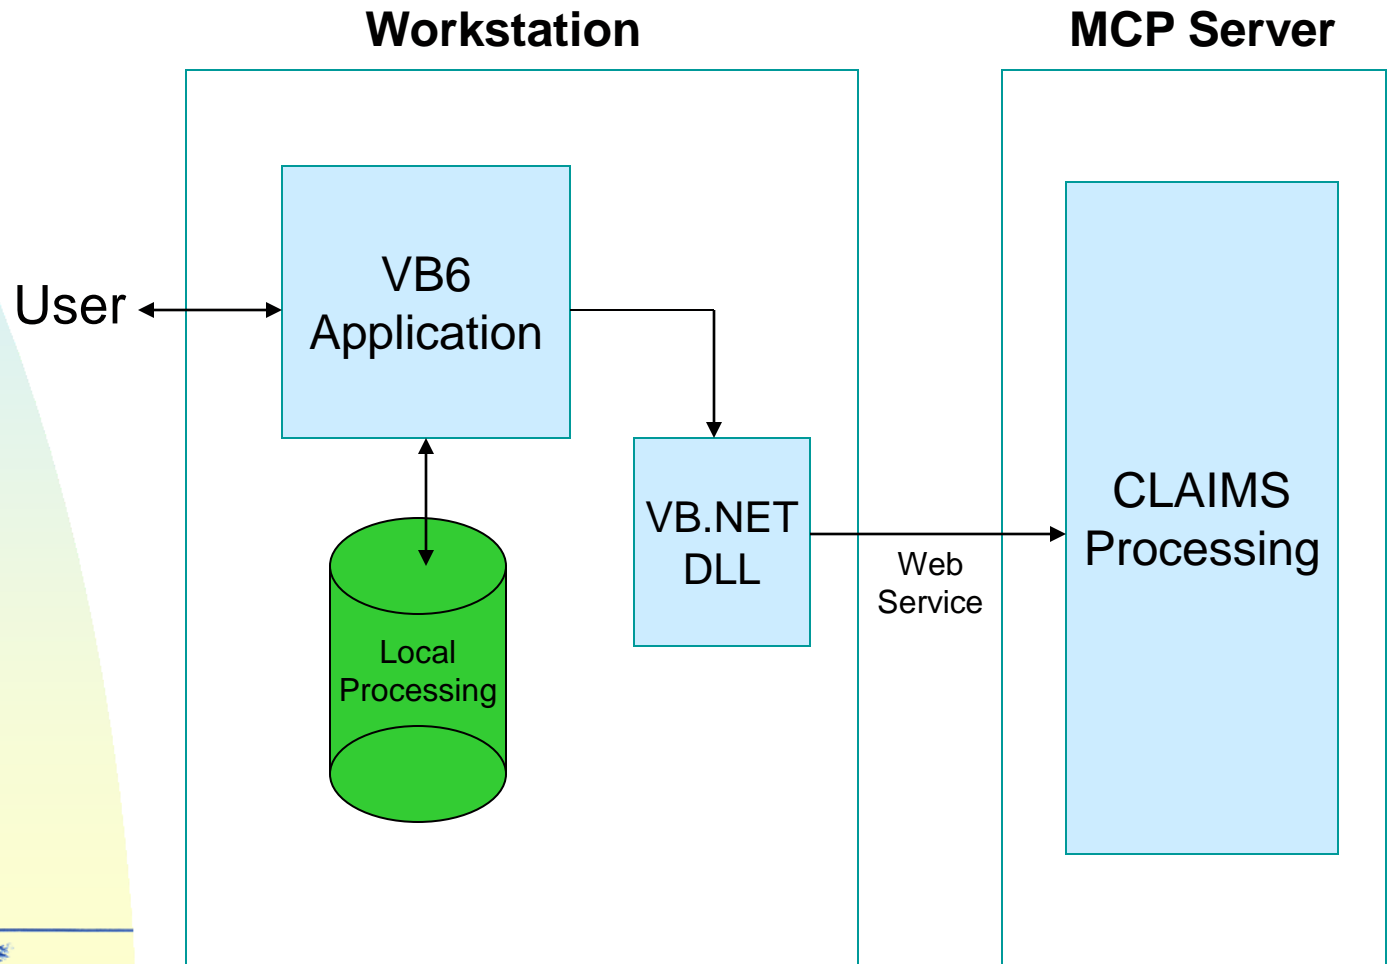 Workstation
MCP Server
VB6
Application
User
VB.NET
DLL
Web
Service
CLAIMS
Processing
Local
Processing